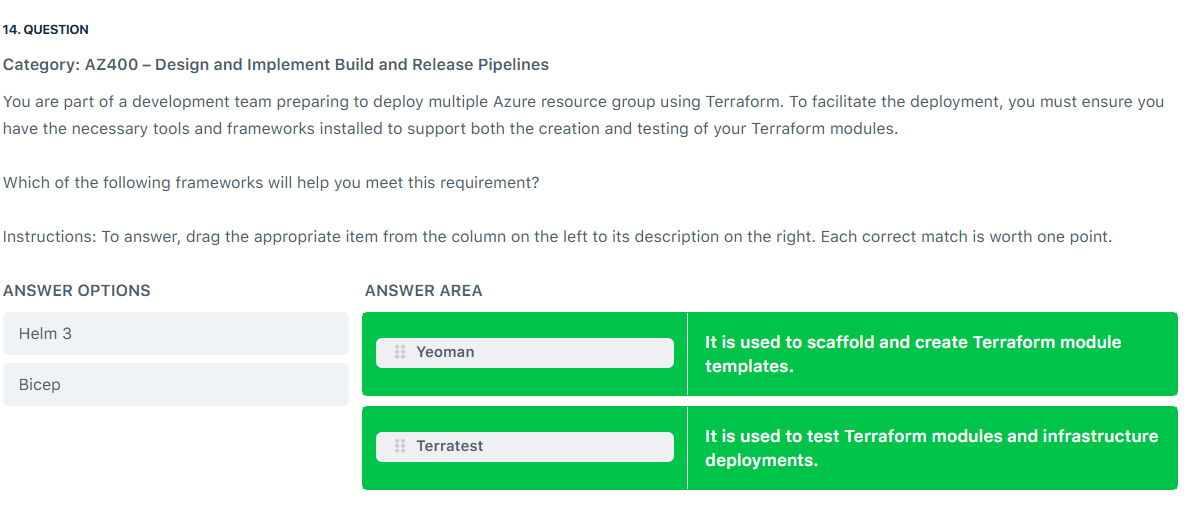 14. QUESTION
Category: AZ400 – Design and Implement Build and Release Pipelines
You are part of a development team preparing to deploy multiple Azure resource group using Terraform. To facilitate the deployment, you must ensure you
have the necessary tools and frameworks installed to support both the creation and testing of your Terraform modules.
Which of the following frameworks will help you meet this requirement?
Instructions: To answer, drag the appropriate item from the column on the left to its description on the right. Each correct match is worth one point.
ANSWER OPTIONS
Helm 3
Bicep
ANSWER AREA
Yeoman
It is used to scaffold and create Terraform module
templates.
Terratest
It is used to test Terraform modules and infrastructure
deployments.